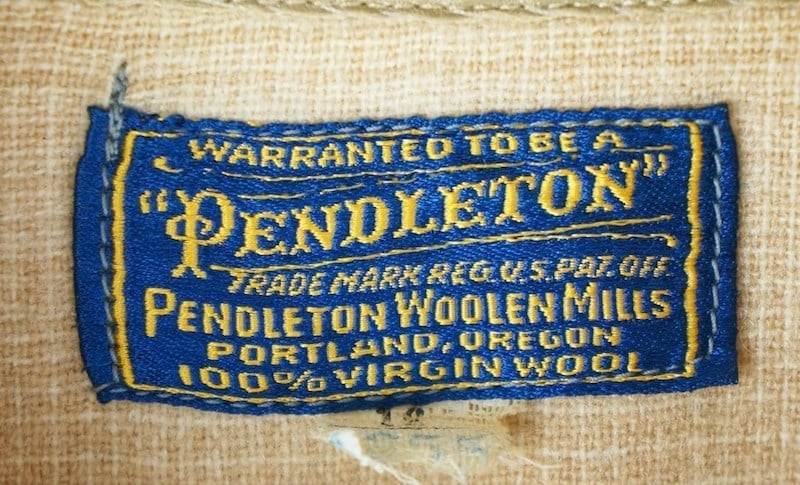 WARRANTED TO BE A
"PENDLETON"
TRADE MARK REG. U.S. PAT. OFF.
PENDLETON WOOLEN MILLS
PORTLAND, OREGON
100% VIRGIN WOOL